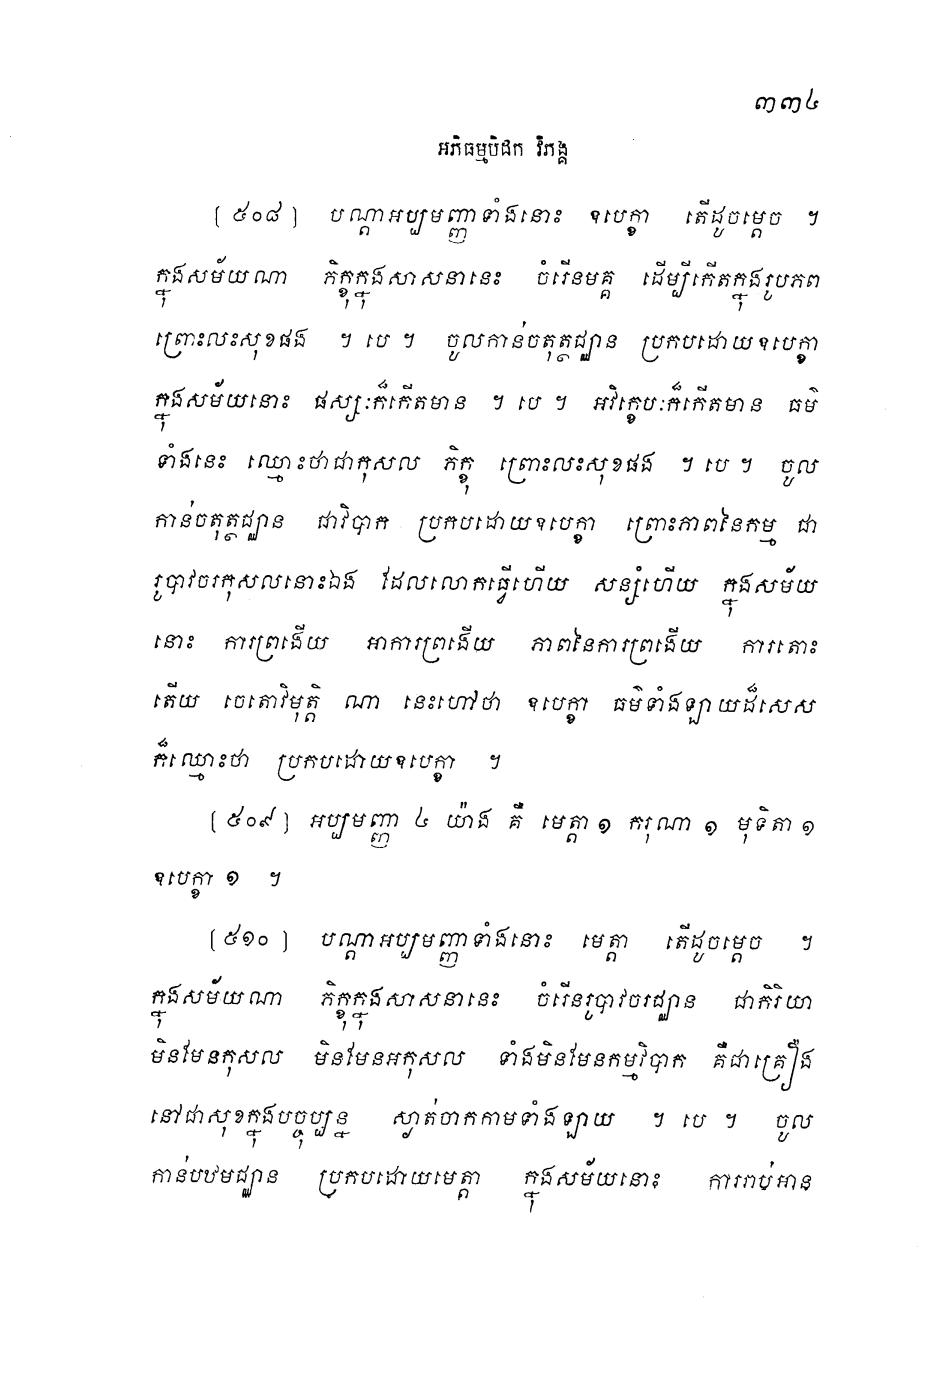 ៣៣៤
អភិធម្មបិដក វិភង្គ
(៥០៨) បណ្តាអប្បមញ្ញាទាំងនោះ ឧបេក្ខា តើដូចម្តេច ។
ក្នុងសម័យណា ភិក្ខុក្នុងសាសនានេះ ចំរើនមគ្គ ដើម្បីកើតក្នុងរូបភព
ព្រោះលះសុខផង ។ បេ ។ ចូលកាន់ចតុត្ថជ្ឈាន ប្រកបដោយឧបេក្ខា
ក្នុងសម័យនោះ ផស្សៈក៏កើតមាន ។ បេ ។ អវិក្ខេបៈក៏កើតមាន ធម៌
ទាំងនេះ ឈ្មោះថាជាកុសល ភិក្ខុ ព្រោះលះសុខផង ។ បេ ។ ចូល
កាន់ចតុត្ថជ្ឈាន ជាវិបាក ប្រកបដោយឧបេក្ខា ព្រោះភាពនៃកម្ម ជា
រូបាវចរកុសលនោះឯង ដែលលោកធ្វើហើយ សន្សំហើយ ក្នុងសម័យ
នោះ ការព្រងើយ អាការព្រងើយ ភាពនៃការព្រងើយ ការតោះ
តើយ ចេតោវិមុត្តិ ណា នេះហៅថា ឧបេក្ខា ធម៌ទាំងឡាយដ៏សេស
ក៏ឈ្មោះថា ប្រកបដោយឧបេក្ខា ។
(៥០៩) អប្បមញ្ញា ៤ យ៉ាង គឺ មេត្តា ១ ករុណា ១ មុទិតា ១
ឧបេក្ខា ១ ។
(៥១០) បណ្តាអប្បមញ្ញាទាំងនោះ មេត្តា តើដូចម្តេច ។
ក្នុងសម័យណា ភិក្ខុក្នុងសាសនានេះ ចំរើនរូបាវចរជ្ឈាន ជាកិរិយា
មិនមែនកុសល មិនមែនអកុសល ទាំងមិនមែនកម្មវិបាក គឺជាគ្រឿង
នៅជាសុខក្នុងបច្ចុប្បន្ន ស្ងាត់ចាកកាមទាំងឡាយ ។ បេ ។ ចូល
កាន់បឋមជ្ឈាន ប្រកបដោយមេត្តា ក្នុងសម័យនោះ ការរាប់អាន